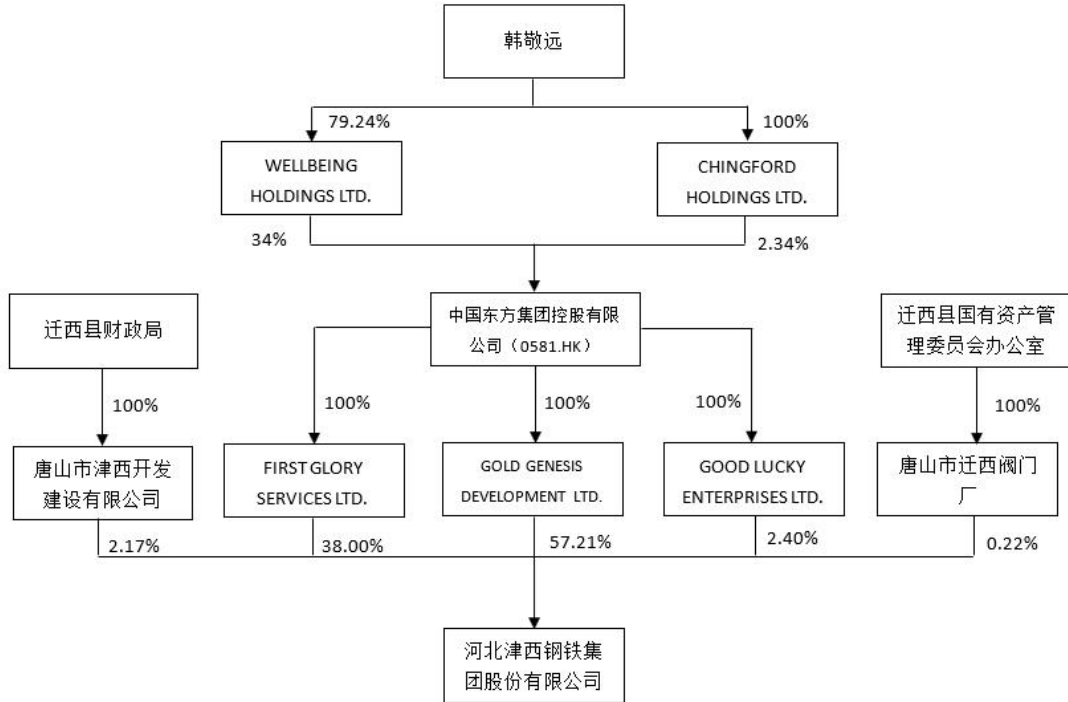 韩敬远
79.24%
100%
WELLBEING
HOLDINGS LTD.
CHINGFORD
HOLDINGS LTD.
34%
2.34%
迁西县财政局
中国东方集团控股有限
公司（0581.HK）
迁西县国有资产管
理委员会办公室
100%
100%
100%
100%
100%
唐山市津西开发
建设有限公司
FIRST GLORY
SERVICES LTD.
GOLD GENESIS
DEVELOPMENT LTD.
GOOD LUCKY
ENTERPRISES LTD.
唐山市迁西阀门
厂
2.17%
38.00%
57.21%
2.40%
0.22%
河北津西钢铁集
团股份有限公司